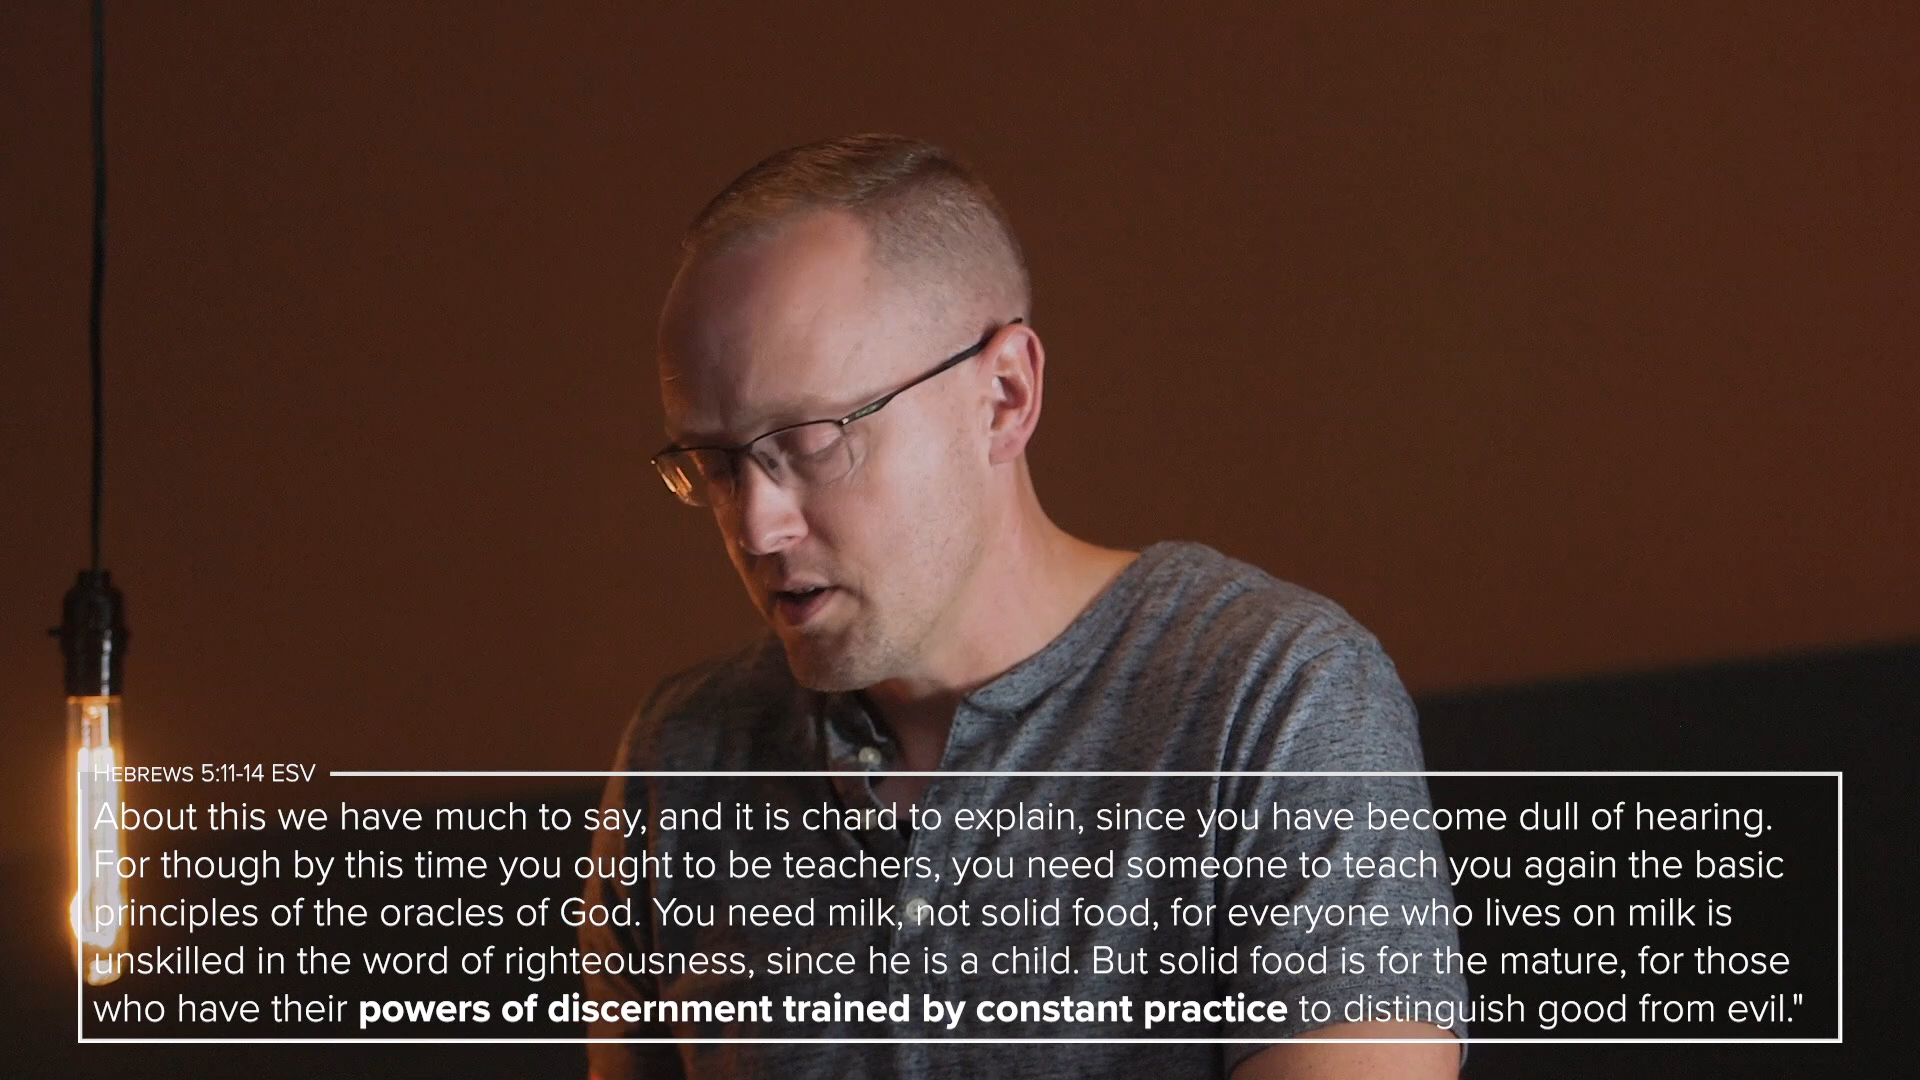 Hebrews 5:11-14 ESV
About this we have much to say, and it is chard to explain, since you have become dull of hearing.
For though by this time you ought to be teachers, you need someone to teach you again the basic
principles of the oracles of God. You need milk, not solid food, for everyone who lives on milk is
unskilled in the word of righteousness, since he is a child. But solid food is for the mature, for those
who have their powers of discernment trained by constant practice to distinguish good from evil."